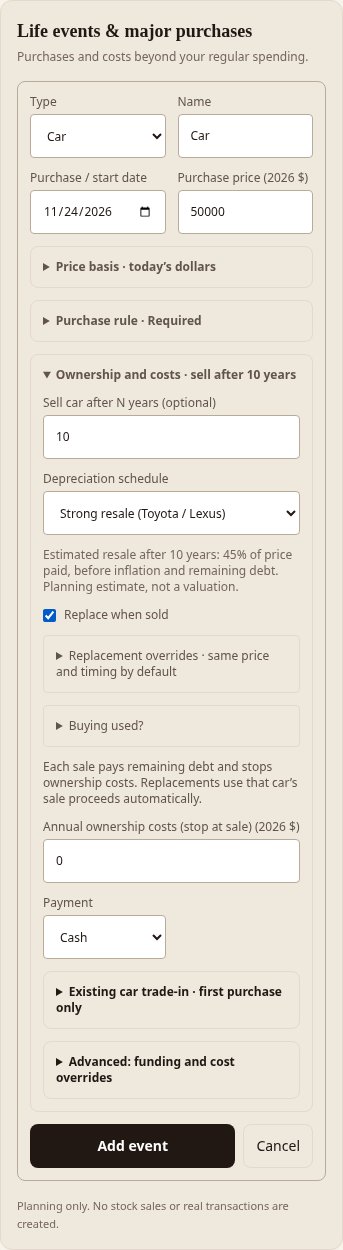 Life events & major purchases
Purchases and costs beyond your regular spending.
Type
Name
Car
Car
Purchase / start date
Purchase price (2026 $)
11/24/2026
50000
▶ Price basis · today's dollars
▶ Purchase rule · Required
▼ Ownership and costs · sell after 10 years
Sell car after N years (optional)
10
Depreciation schedule
Strong resale (Toyota / Lexus)
Estimated resale after 10 years: 45% of price
paid, before inflation and remaining debt.
Planning estimate, not a valuation.
Replace when sold
▶ Replacement overrides · same price
and timing by default
▶ Buying used?
Each sale pays remaining debt and stops
ownership costs. Replacements use that car's
sale proceeds automatically.
Annual ownership costs (stop at sale) (2026 $)
0
Payment
Cash
▶ Existing car trade-in · first purchase
only
▶ Advanced: funding and cost
overrides
Add event
Cancel
Planning only. No stock sales or real transactions are
created.